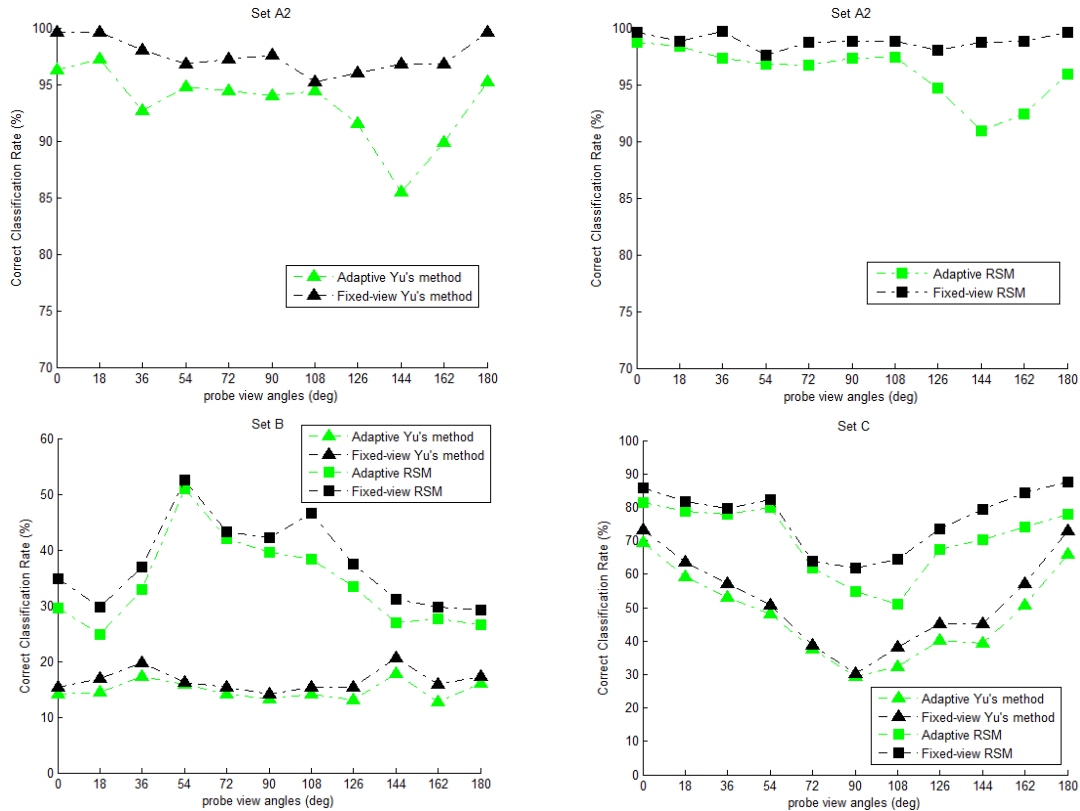 Set A2
100
95
90
85
80
75
70
Correct Classification Rate (%)
Adaptive Yu's method
Fixed-view Yu's method
0 18 36 54 72 90 108 126 144 162 180
probe view angles (deg)
Set A2
100
95
90
85
80
75
70
Correct Classification Rate (%)
Adaptive RSM
Fixed-view RSM
0 18 36 54 72 90 108 126 144 162 180
probe view angles (deg)
Set B
60
50
40
30
20
10
0
Correct Classification Rate (%)
Adaptive Yu's method
Fixed-view Yu's method
Adaptive RSM
Fixed-view RSM
0 18 36 54 72 90 108 126 144 162 180
probe view angles (deg)
Set C
100
90
80
70
60
50
40
30
20
10
0
Correct Classification Rate (%)
Adaptive Yu's method
Fixed-view Yu's method
Adaptive RSM
Fixed-view RSM
0 18 36 54 72 90 108 126 144 162 180
probe view angles (deg)